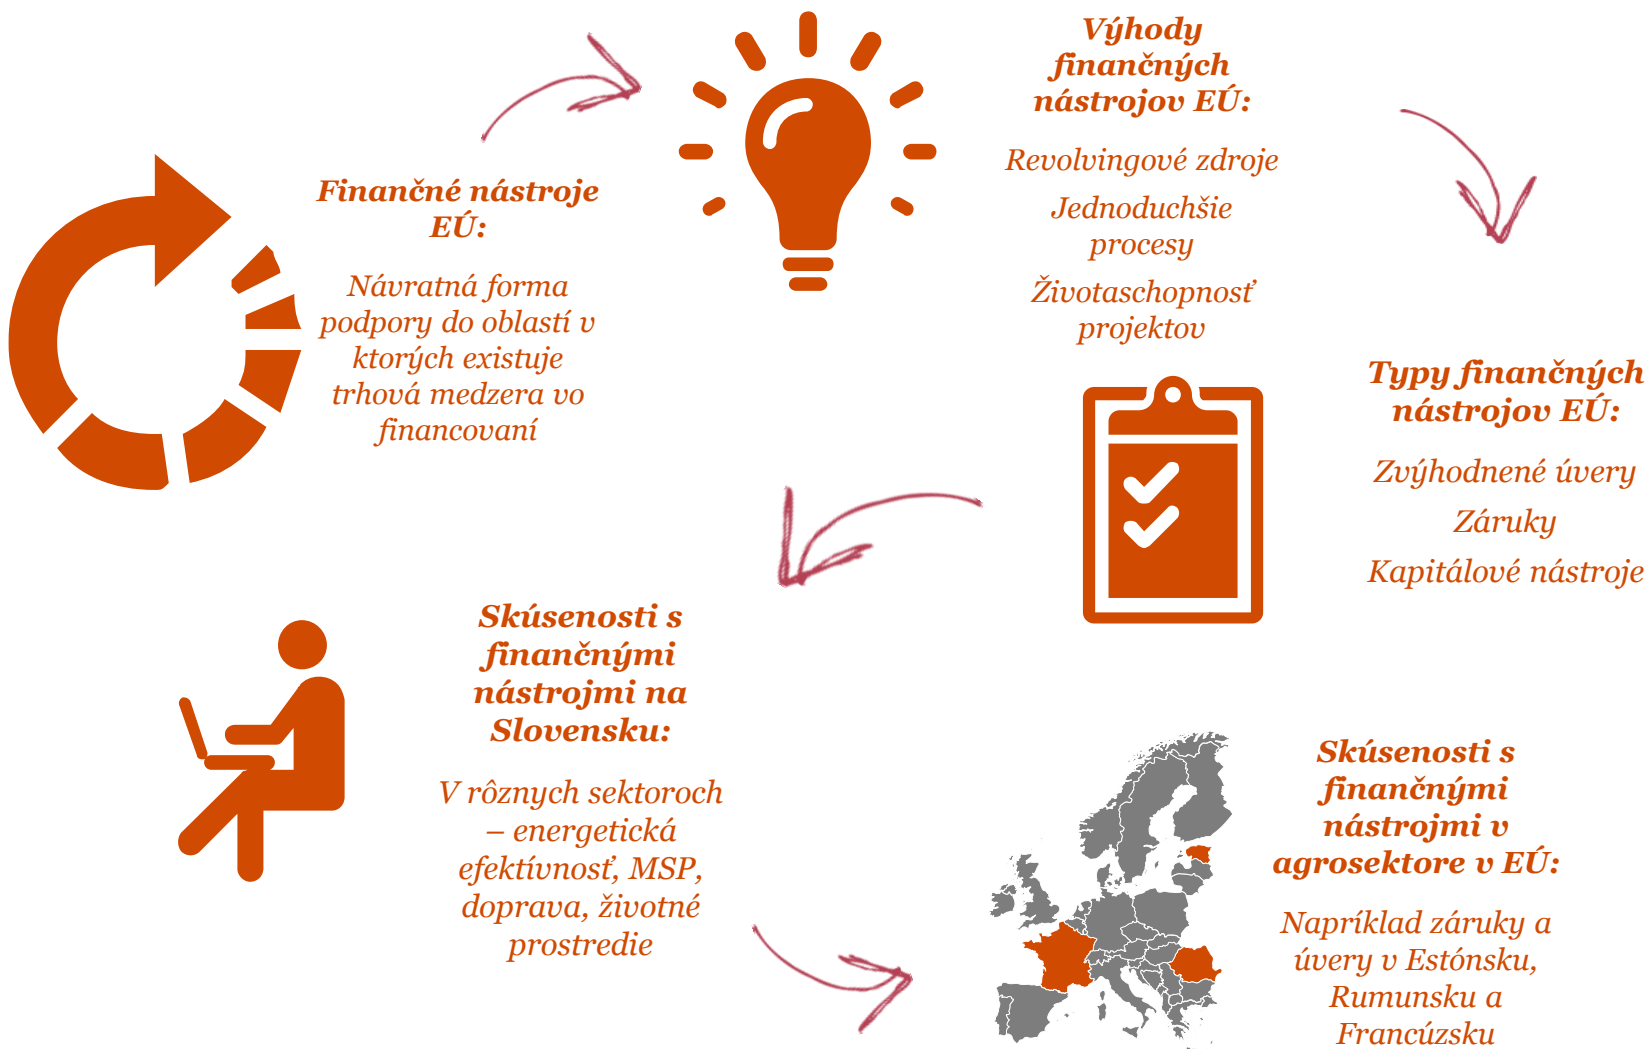 Finančné nástroje
EÚ:
Návratná forma
podpory do oblastí v
ktorých existuje
trhová medzera vo
financovaní
Výhody
finančných
nástrojov EÚ:
Revolvingové zdroje
Jednoduchšie
procesy
Životaschopnosť
projektov
Typy finančných
nástrojov EÚ:
Zvýhodnené úvery
Záruky
Kapitálové nástroje
Skúsenosti s
finančnými
nástrojmi na
Slovensku:
V rôznych sektoroch
– energetická
efektívnosť, MSP,
doprava, životné
prostredie
Skúsenosti s
finančnými
nástrojmi v
agrosektore v EÚ:
Napríklad záruky a
úvery v Estónsku,
Rumunsku a
Francúzsku